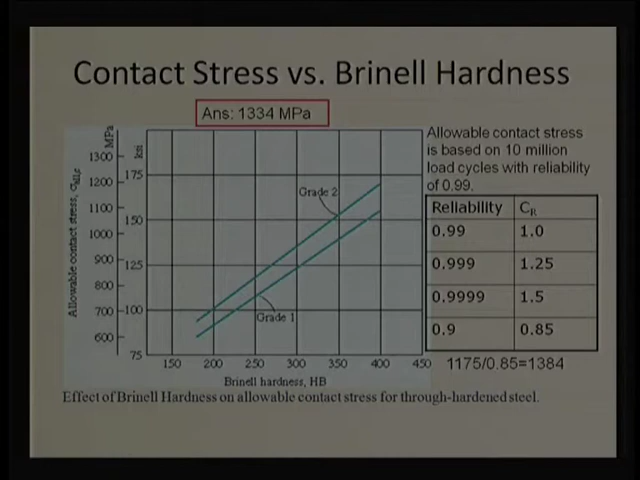 Contact Stress vs. Brinell Hardness
Ans: 1334 MPa
Allowable contact stress
is based on 10 million
load cycles with reliability
of 0.99.
Reliability CR
0.99 1.0
0.999 1.25
0.9999 1.5
0.9 0.85
1175/0.85=1384
Allowable contact stress, σall,c
MPa
ksi
1300
1200
1100
1000
900
800
700
600
175
150
125
100
75
Grade 2
Grade 1
150 200 250 300 350 400 450
Brinell hardness, HB
Effect of Brinell Hardness on allowable contact stress for through-hardened steel.